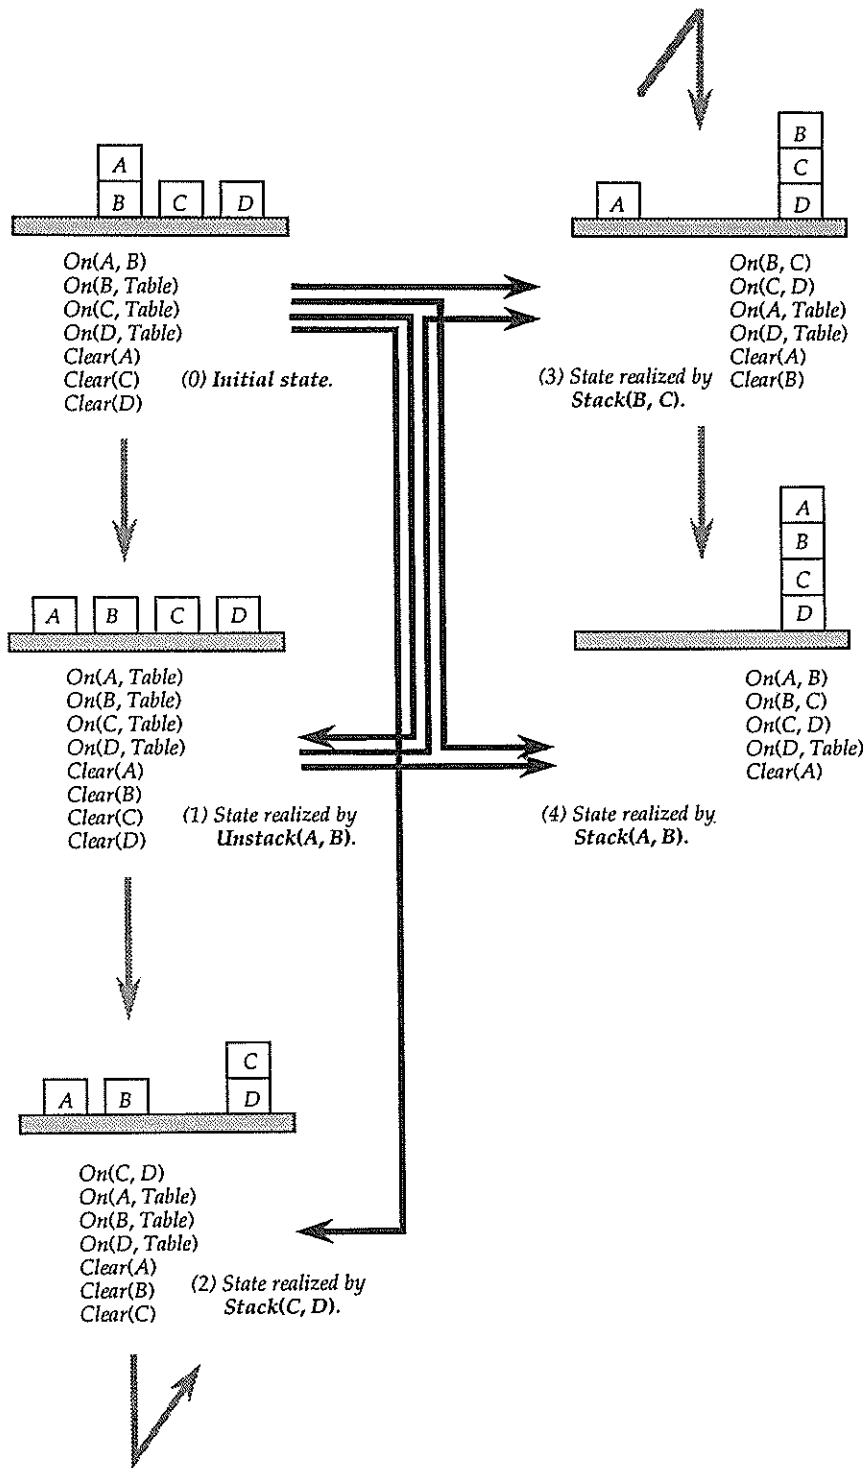 A
B
C
D
On(A, B)
On(B, Table)
On(C, Table)
On(D, Table)
Clear(A)
Clear(C)
Clear(D)
(0) Initial state.
A
B
C
D
On(A, Table)
On(B, Table)
On(C, Table)
On(D, Table)
Clear(A)
Clear(B)
Clear(C)
Clear(D)
(1) State realized by
Unstack(A, B).
A
B
C
D
On(C, D)
On(A, Table)
On(B, Table)
On(D, Table)
Clear(A)
Clear(B)
Clear(C)
(2) State realized by
Stack(C, D).
A
B
C
D
On(B, C)
On(C, D)
On(A, Table)
On(D, Table)
Clear(A)
Clear(B)
(3) State realized by
Stack(B, C).
A
B
C
D
On(A, B)
On(B, C)
On(C, D)
On(D, Table)
Clear(A)
(4) State realized by
Stack(A, B).